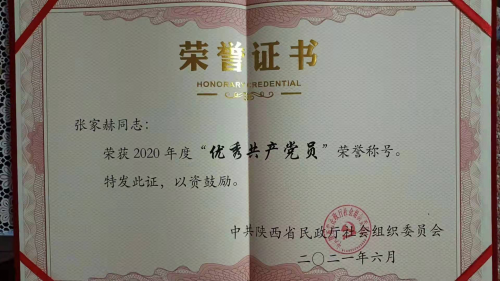 荣誉证书
HONORARY CREDENTIAL
张家赫同志：
荣获2020年度“优秀共产党员”荣誉称号。
特发此证，以资鼓励。
中共陕西省民政厅社会组织委员会
二〇二一年六月